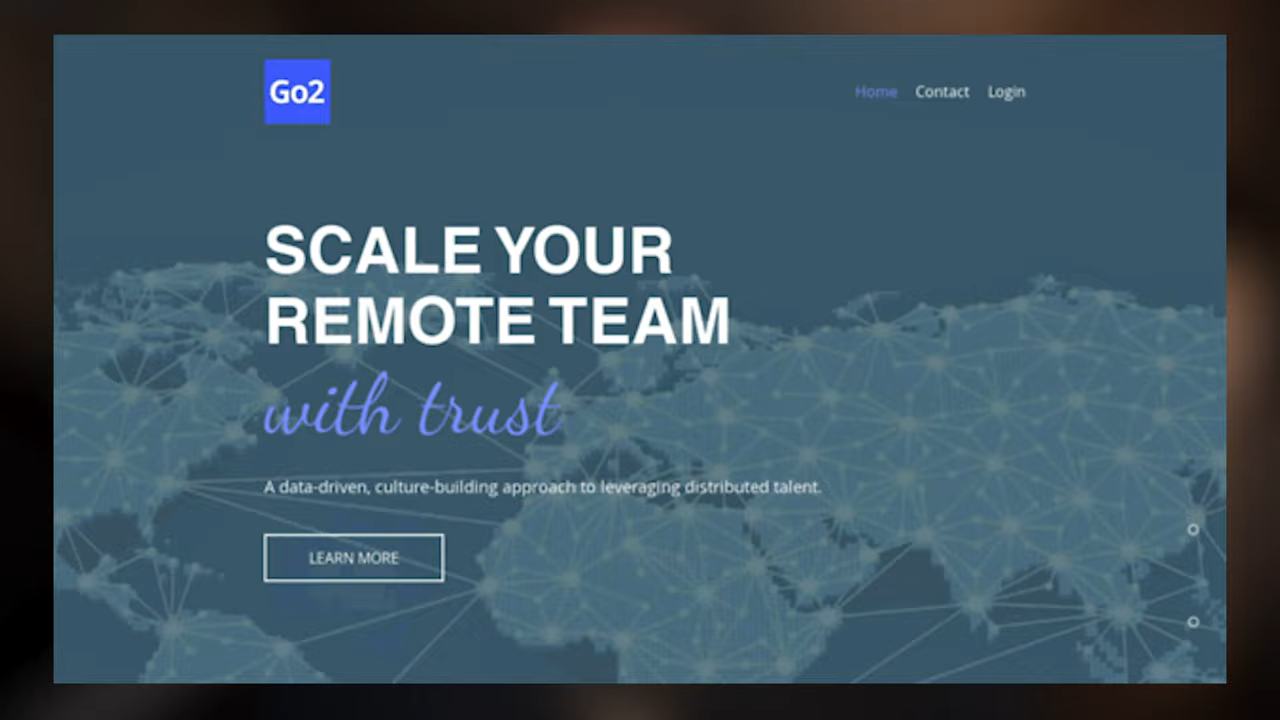 Go2
Home Contact Login
SCALE YOUR
REMOTE TEAM
with trust
A data-driven, culture-building approach to leveraging distributed talent.
LEARN MORE